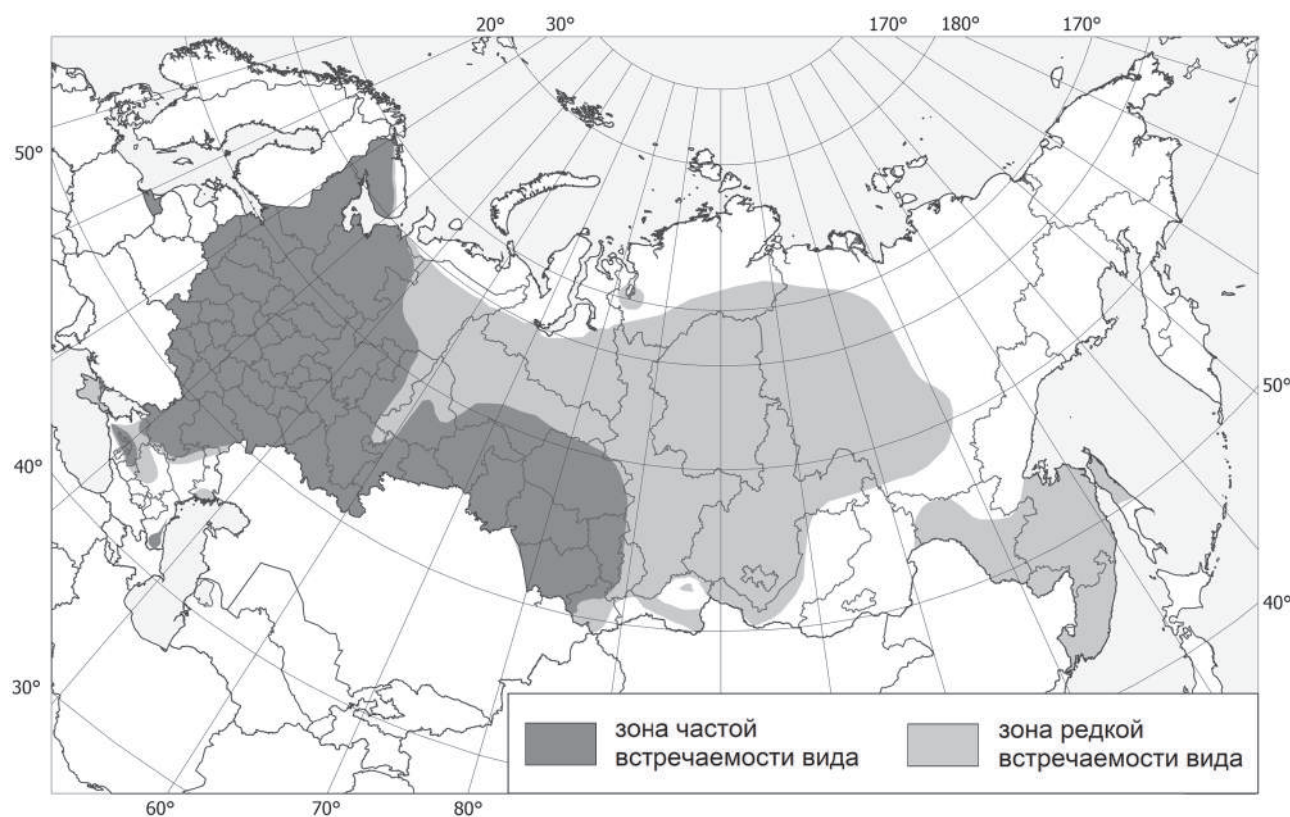 20° 30° 170° 180° 170°
50°
50°
40°
40°
30°
зона частой
встречаемости вида
зона редкой
встречаемости вида
60° 70° 80°